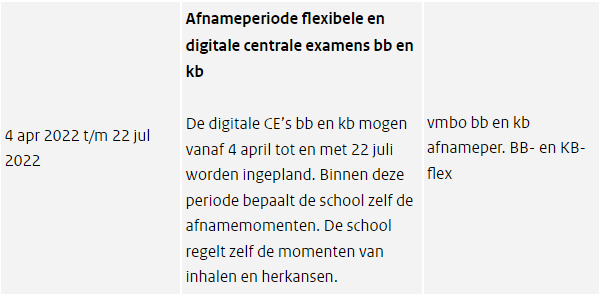 4 apr 2022 t/m 22 jul
2022
Afnameperiode flexibele en
digitale centrale examens bb en
kb
De digitale CE’s bb en kb mogen
vanaf 4 april tot en met 22 juli
worden ingepland. Binnen deze
periode bepaalt de school zelf de
afnamemomenten. De school
regelt zelf de momenten van
inhalen en herkansen.
vmbo bb en kb
afnameper. BB- en KB-
flex